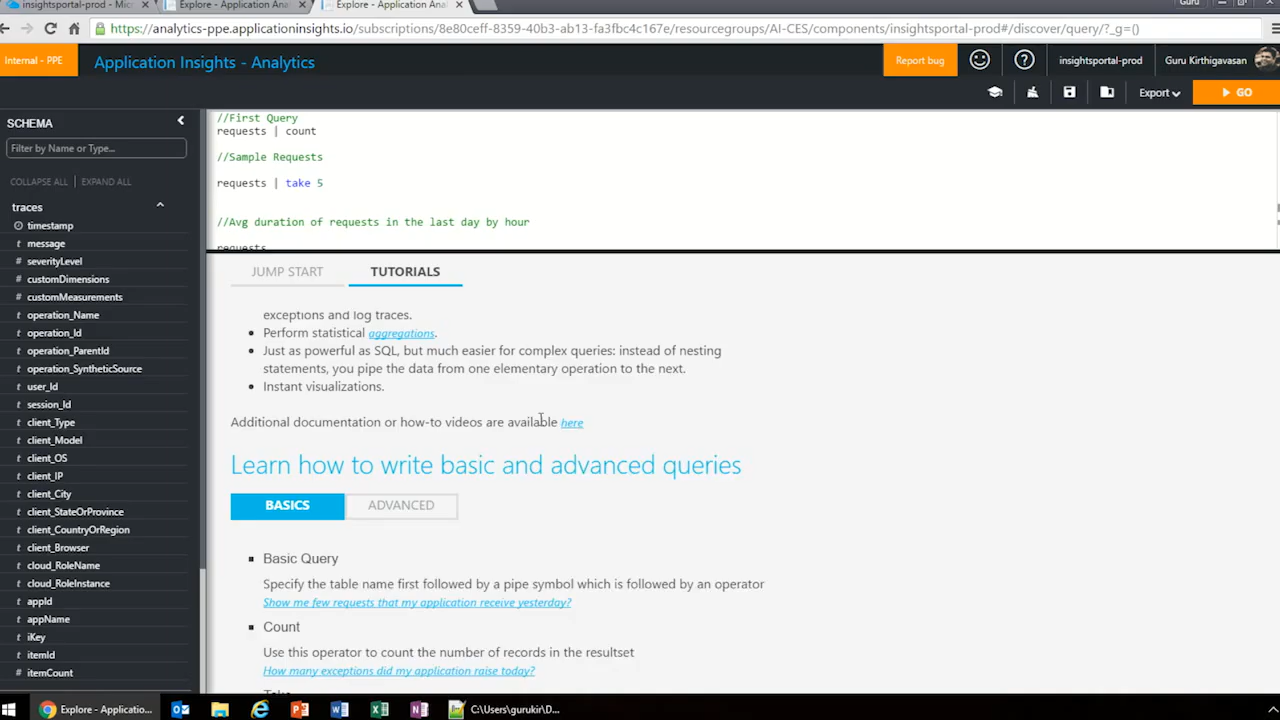 insightsportal-prod - Mic
Explore - Application Ana
Explore - Application Anal
Guru
https://analytics-ppe.applicationinsights.io/subscriptions/8e80ceff-8359-40b3-ab13-fa3fbc4c167e/resourcegroups/AI-CES/components/insightsportal-prod#/discover/query/?_g=()
Internal - PPE
Application Insights - Analytics
Report bug
insightsportal-prod
Guru Kirthigavasan
Export
GO
SCHEMA
Filter by Name or Type...
COLLAPSE ALL
EXPAND ALL
traces
timestamp
t message
# severityLevel
# customDimensions
# customMeasurements
t operation_Name
t operation_Id
t operation_ParentId
t operation_SyntheticSource
t user_Id
t session_Id
t client_Type
t client_Model
t client_OS
t client_IP
t client_City
t client_StateOrProvince
t client_CountryOrRegion
t client_Browser
t cloud_RoleName
t cloud_RoleInstance
t appId
t appName
t iKey
t itemId
# itemCount
//First Query
requests | count
//Sample Requests
requests | take 5
//Avg duration of requests in the last day by hour
requests
JUMP START
TUTORIALS
exceptions and log traces.
Perform statistical aggregations.
Just as powerful as SQL, but much easier for complex queries: instead of nesting
statements, you pipe the data from one elementary operation to the next.
Instant visualizations.
Additional documentation or how-to videos are available here
Learn how to write basic and advanced queries
BASICS
ADVANCED
Basic Query
Specify the table name first followed by a pipe symbol which is followed by an operator
Show me few requests that my application receive yesterday?
Count
Use this operator to count the number of records in the resultset
How many exceptions did my application raise today?
Take
Explore - Applicatio...
C:\Users\gurukir\D...